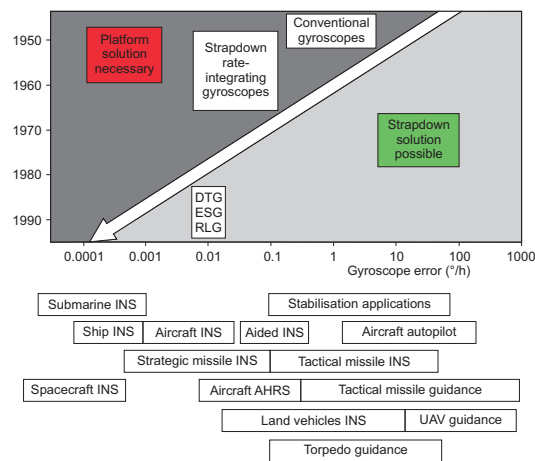 1950
1960
1970
1980
1990
Platform
solution
necessary
Strapdown
rate-
integrating
gyroscopes
Conventional
gyroscopes
Strapdown
solution
possible
DTG
ESG
RLG
0.0001 0.001 0.01 0.1 1 10 100 1000
Gyroscope error (°/h)
Submarine INS Stabilisation applications
Ship INS Aircraft INS Aided INS Aircraft autopilot
Strategic missile INS Tactical missile INS
Spacecraft INS Aircraft AHRS Tactical missile guidance
Land vehicles INS UAV guidance
Torpedo guidance